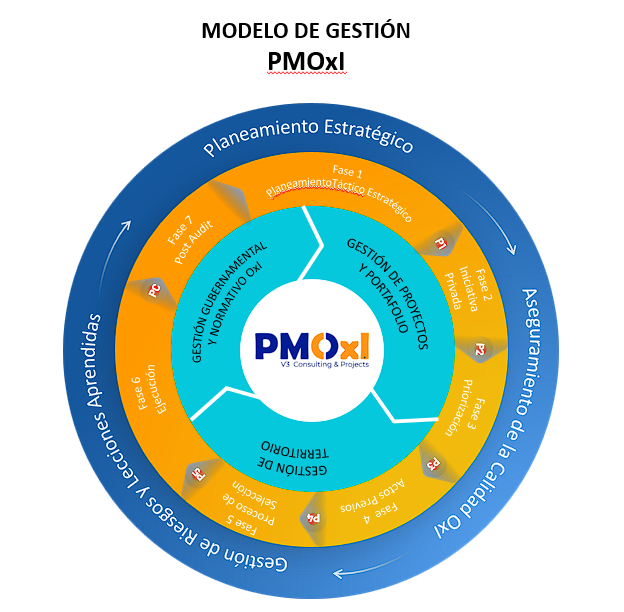 MODELO DE GESTIÓN
PMOxI
Planeamiento Estratégico
Aseguramiento de la Calidad OxI
Gestión de Riesgos y Lecciones Aprendidas
Fase 1
PlangamientoTáctico Estratégico
P1
Fase 2
Iniciativa
Privada
P2
Fase 3
Priorización
P3
Fase 4
Actos Previos
P4
Fase 5
Proceso de
Selección
P5
Fase 6
Ejecución
PC
Fase 7
Post Audit
GESTIÓN DE PROYECTOS
Y PORTAFOLIO
GESTIÓN DE
TERRITORIO
GESTIÓN GUBERNAMENTAL
Y NORMATIVO OxI
PMOxI
V3 Consulting & Projects